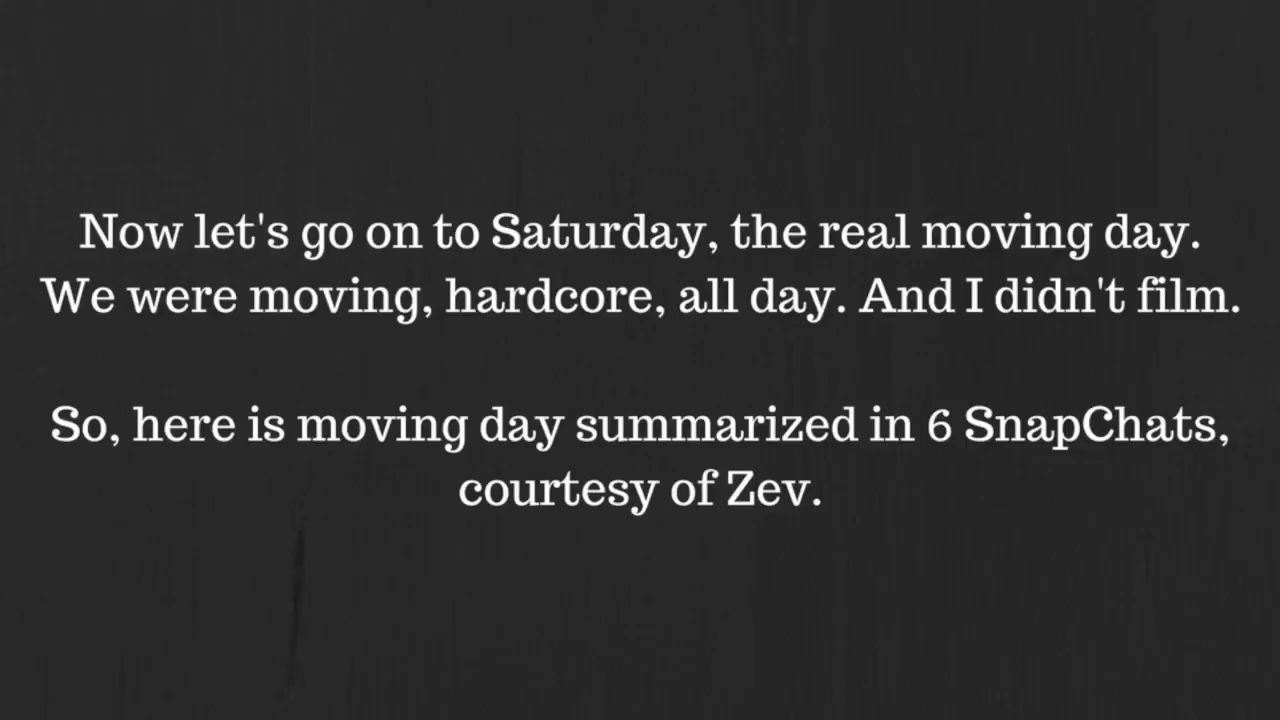 Now let's go on to Saturday, the real moving day.
We were moving, hardcore, all day. And I didn't film.
So, here is moving day summarized in 6 SnapChats,
courtesy of Zev.